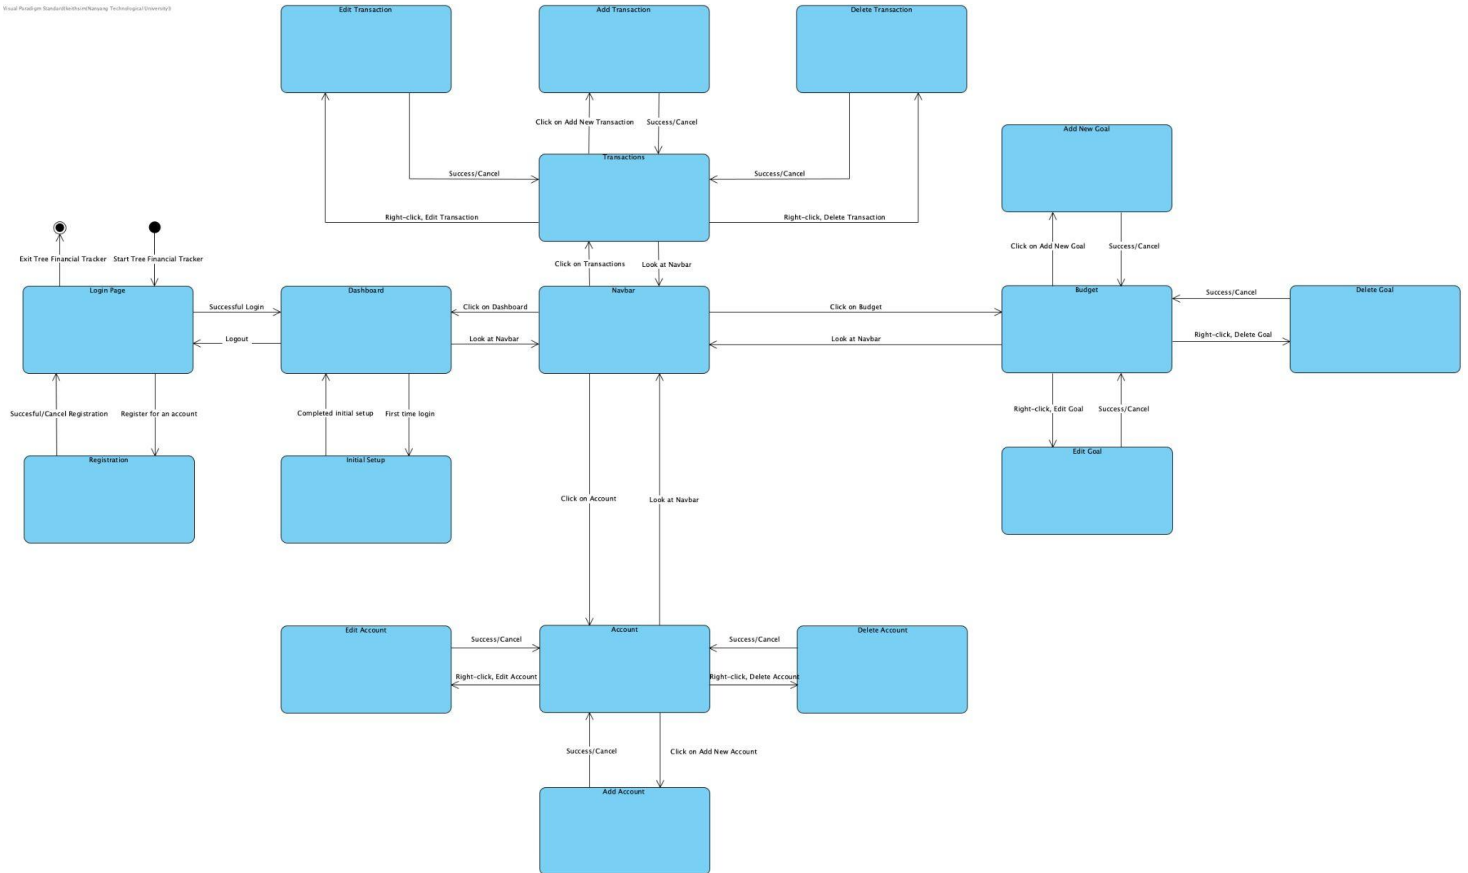 Visual Paradigm Standard(keithsim(Nanyang Technological University))
Edit Transaction
Add Transaction
Delete Transaction
Click on Add New Transaction
Success/Cancel
Add New Goal
Transactions
Success/Cancel
Success/Cancel
Right-click, Edit Transaction
Right-click, Delete Transaction
Click on Add New Goal
Success/Cancel
Exit Tree Financial Tracker
Start Tree Financial Tracker
Click on Transactions
Look at Navbar
Login Page
Dashboard
Navbar
Budget
Delete Goal
Success/Cancel
Successful Login
Click on Dashboard
Click on Budget
Right-click, Delete Goal
Logout
Look at Navbar
Look at Navbar
Succesful/Cancel Registration
Register for an account
Completed initial setup
First time login
Right-click, Edit Goal
Success/Cancel
Registration
Initial Setup
Edit Goal
Click on Account
Look at Navbar
Edit Account
Account
Delete Account
Success/Cancel
Success/Cancel
Right-click, Edit Account
Right-click, Delete Account
Success/Cancel
Click on Add New Account
Add Account